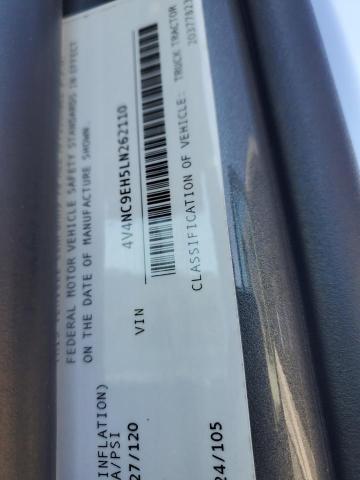 FEDERAL MOTOR VEHICLE SAFETY STANDARDS IN EFFECT
ON THE DATE OF MANUFACTURE SHOWN.
4V4NC9EH5LN262110
VIN
CLASSIFICATION OF VEHICLE: TRUCK TRACTOR
20377823
INFLATION)
A/PSI
27/120
24/105